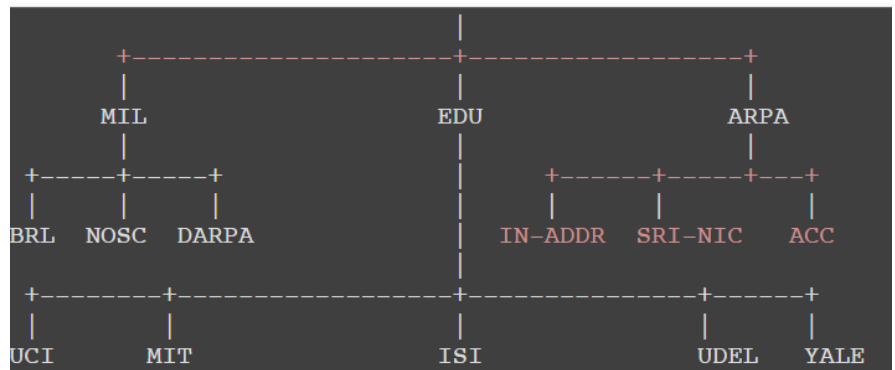 MIL EDU ARPA
BRL NOSC DARPA IN-ADDR SRI-NIC ACC
UCI MIT ISI UDEL YALE